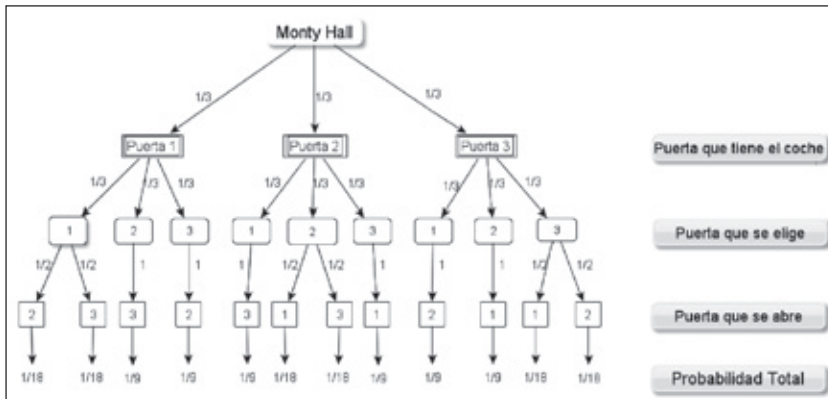 Monty Hall
1/3 1/3 1/3
Puerta 1 Puerta 2 Puerta 3 Puerta que tiene el coche
1/3 1/3 1/3 1/3 1/3 1/3 1/3 1/3 1/3
1 2 3 1 2 3 1 2 3 Puerta que se elige
1/2 1/2 1 1 1 1/2 1/2 1 1 1 1/2 1/2
2 3 3 2 3 1 3 1 2 1 1 2 Puerta que se abre
1/18 1/18 1/9 1/9 1/9 1/18 1/18 1/9 1/9 1/9 1/18 1/18 Probabilidad Total